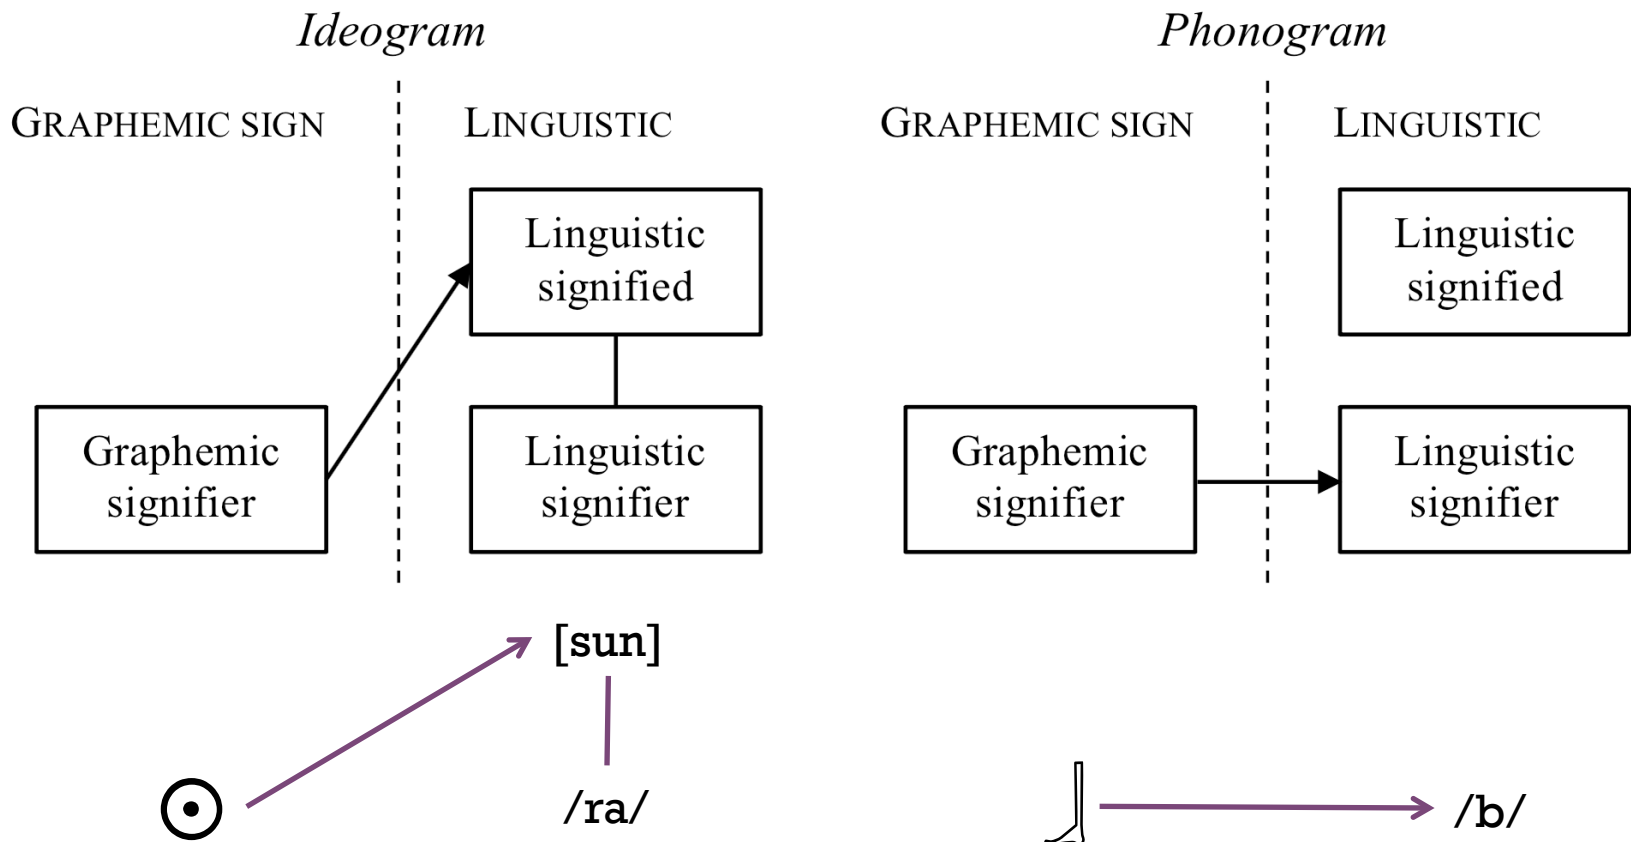 Ideogram
GRAPHEMIC SIGN
LINGUISTIC
Linguistic
signified
Graphemic
signifier
Linguistic
signifier
[sun]
/ra/
Phonogram
GRAPHEMIC SIGN
LINGUISTIC
Linguistic
signified
Graphemic
signifier
Linguistic
signifier
/b/